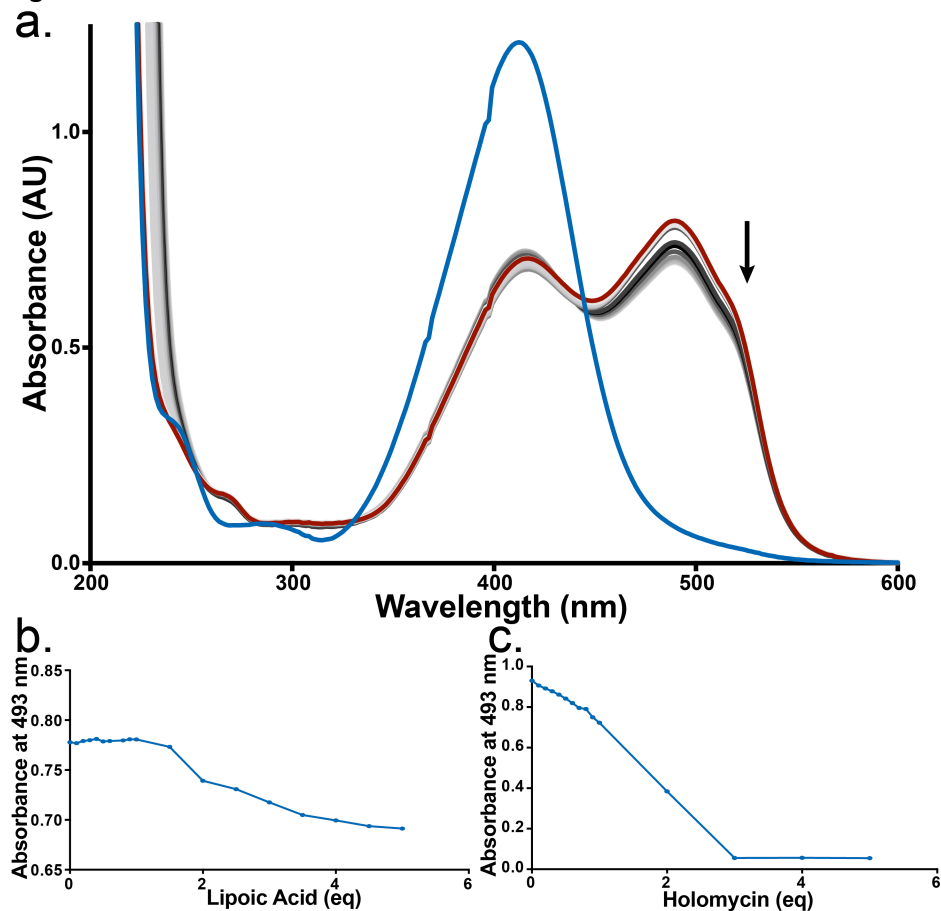 a.
Absorbance (AU)
1.0
0.5
0.0
200 300 400 500 600
Wavelength (nm)
b.
Absorbance at 493 nm
0.85
0.80
0.75
0.70
0.65
0 2 4 6
Lipoic Acid (eq)
c.
Absorbance at 493 nm
1.0
0.8
0.6
0.4
0.2
0.0
0 2 4 6
Holomycin (eq)